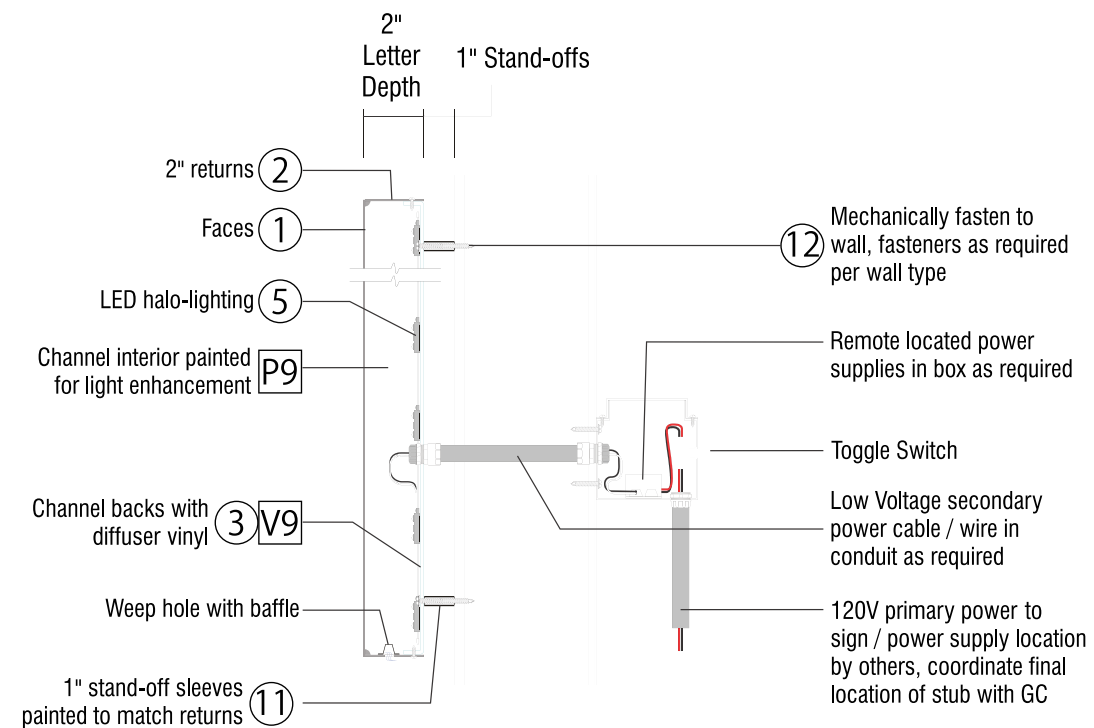 2"
Letter
Depth
1" Stand-offs
2" returns 2
Faces 1
LED halo-lighting 5
Channel interior painted
for light enhancement P9
Channel backs with
diffuser vinyl 3 V9
Weep hole with baffle
1" stand-off sleeves
painted to match returns 11
12 Mechanically fasten to
wall, fasteners as required
per wall type
Remote located power
supplies in box as required
Toggle Switch
Low Voltage secondary
power cable / wire in
conduit as required
120V primary power to
sign / power supply location
by others, coordinate final
location of stub with GC